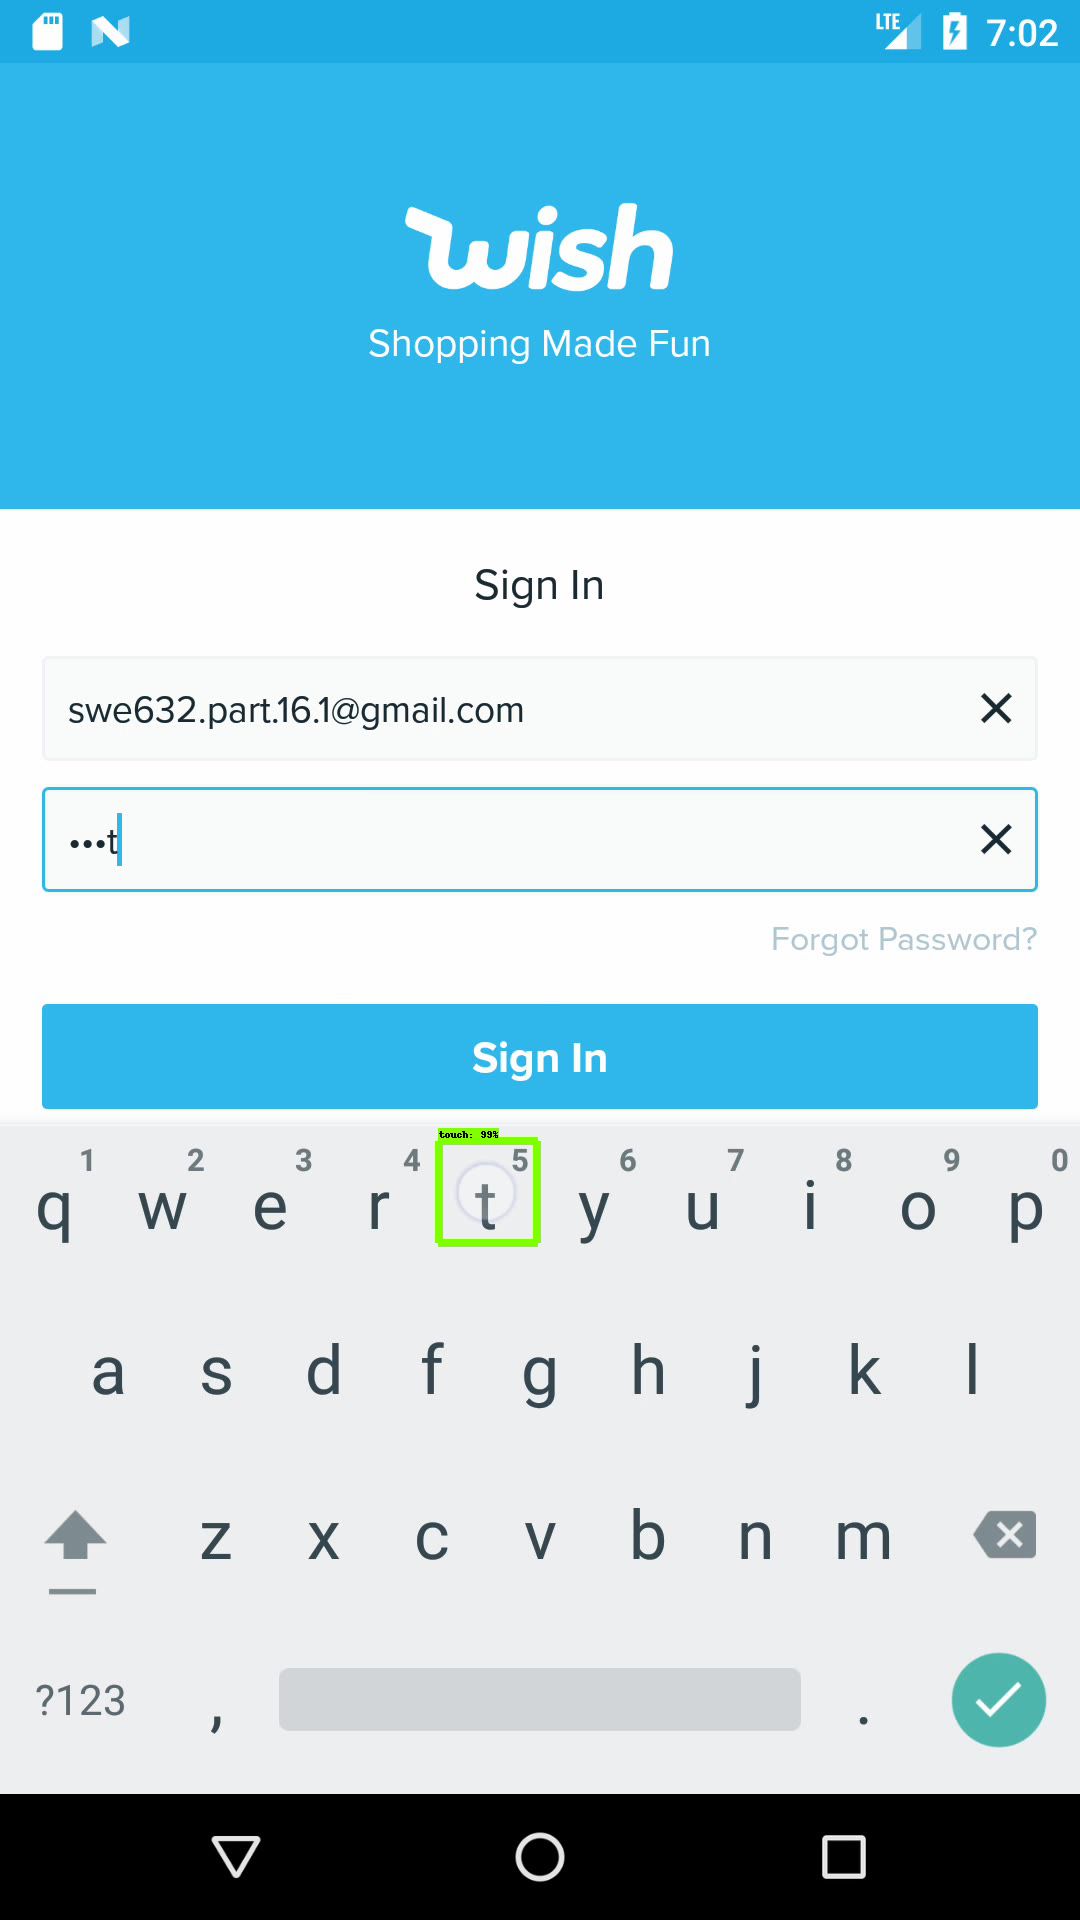 LTE 7:02
wish
Shopping Made Fun
Sign In
swe632.part.16.1@gmail.com
•••t
Forgot Password?
Sign In
touch: 99%
1 2 3 4 5 6 7 8 9 0
q w e r t y u i o p
a s d f g h j k l
z x c v b n m
?123 , .